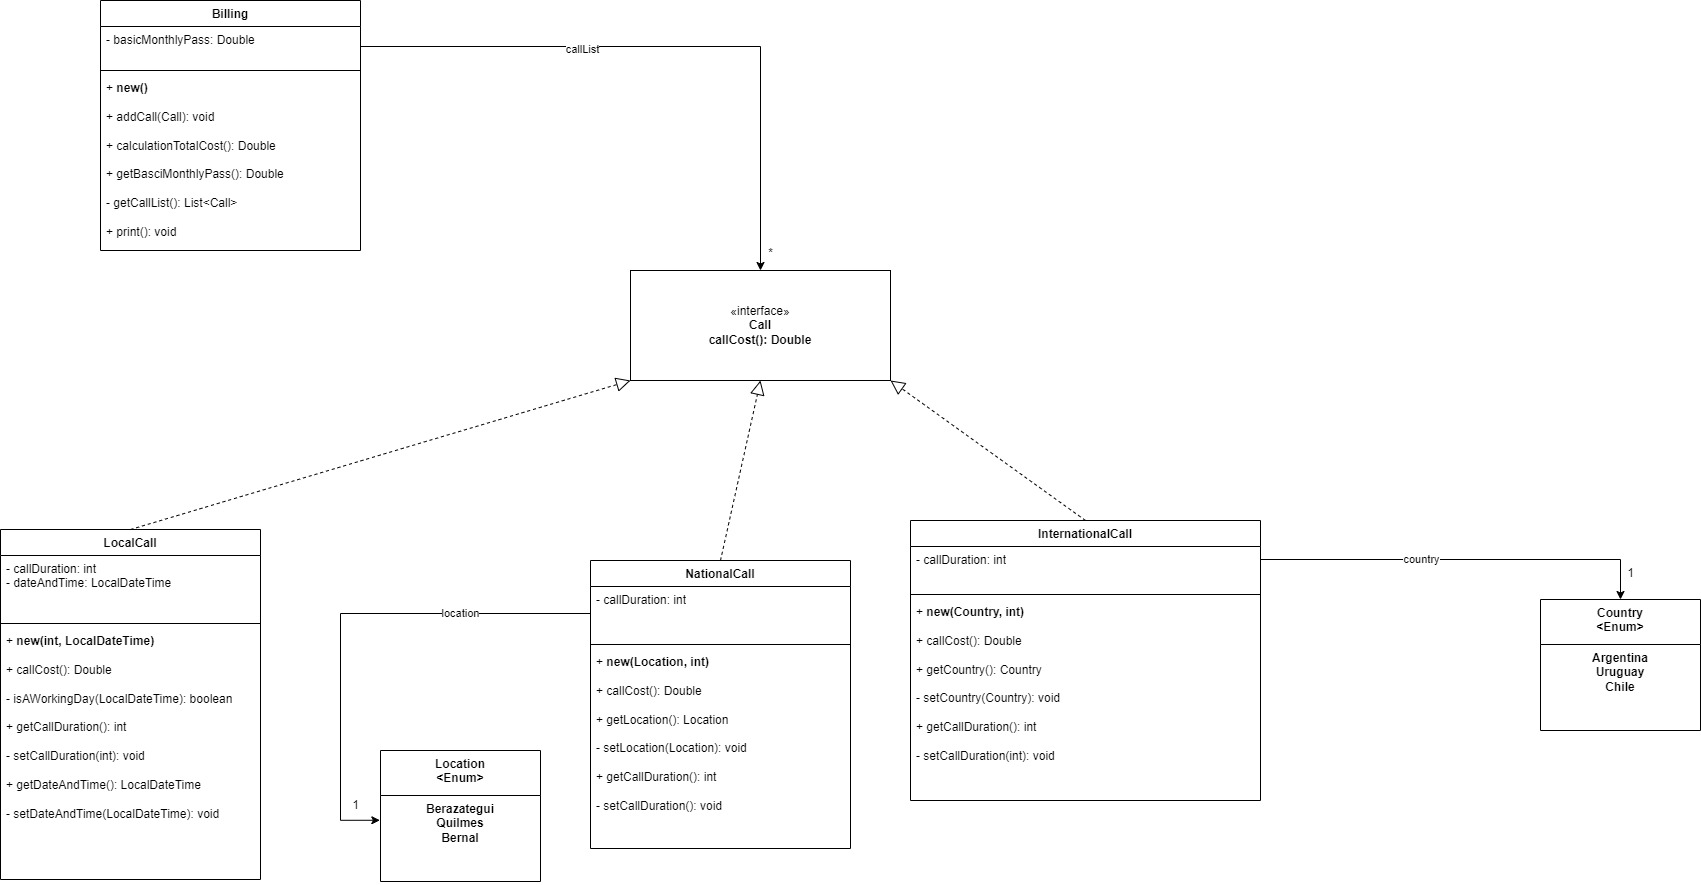 Billing
- basicMonthlyPass: Double
+ new()
+ addCall(Call): void
+ calculationTotalCost(): Double
+ getBasciMonthlyPass(): Double
- getCallList(): List<Call>
+ print(): void
callList
*
«interface»
Call
callCost(): Double
LocalCall
- callDuration: int
- dateAndTime: LocalDateTime
+ new(int, LocalDateTime)
+ callCost(): Double
- isAWorkingDay(LocalDateTime): boolean
+ getCallDuration(): int
- setCallDuration(int): void
+ getDateAndTime(): LocalDateTime
- setDateAndTime(LocalDateTime): void
location
1
Location
<Enum>
Berazategui
Quilmes
Bernal
NationalCall
- callDuration: int
+ new(Location, int)
+ callCost(): Double
+ getLocation(): Location
- setLocation(Location): void
+ getCallDuration(): int
- setCallDuration(): void
InternationalCall
- callDuration: int
+ new(Country, int)
+ callCost(): Double
+ getCountry(): Country
- setCountry(Country): void
+ getCallDuration(): int
- setCallDuration(int): void
country
1
Country
<Enum>
Argentina
Uruguay
Chile